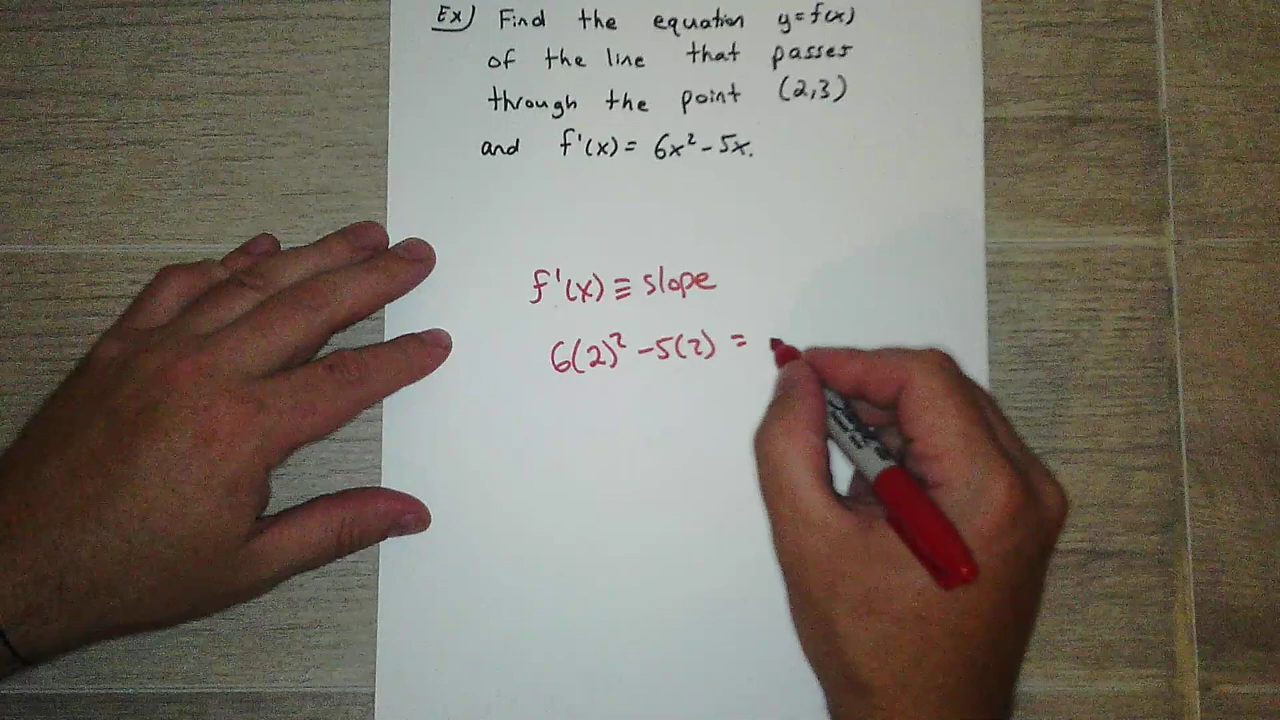 Ex) Find the equation y=f(x)
of the line that passes
through the point (2,3)
and f'(x) = 6x² - 5x.
f'(x) ≡ slope
6(2)² - 5(2) =